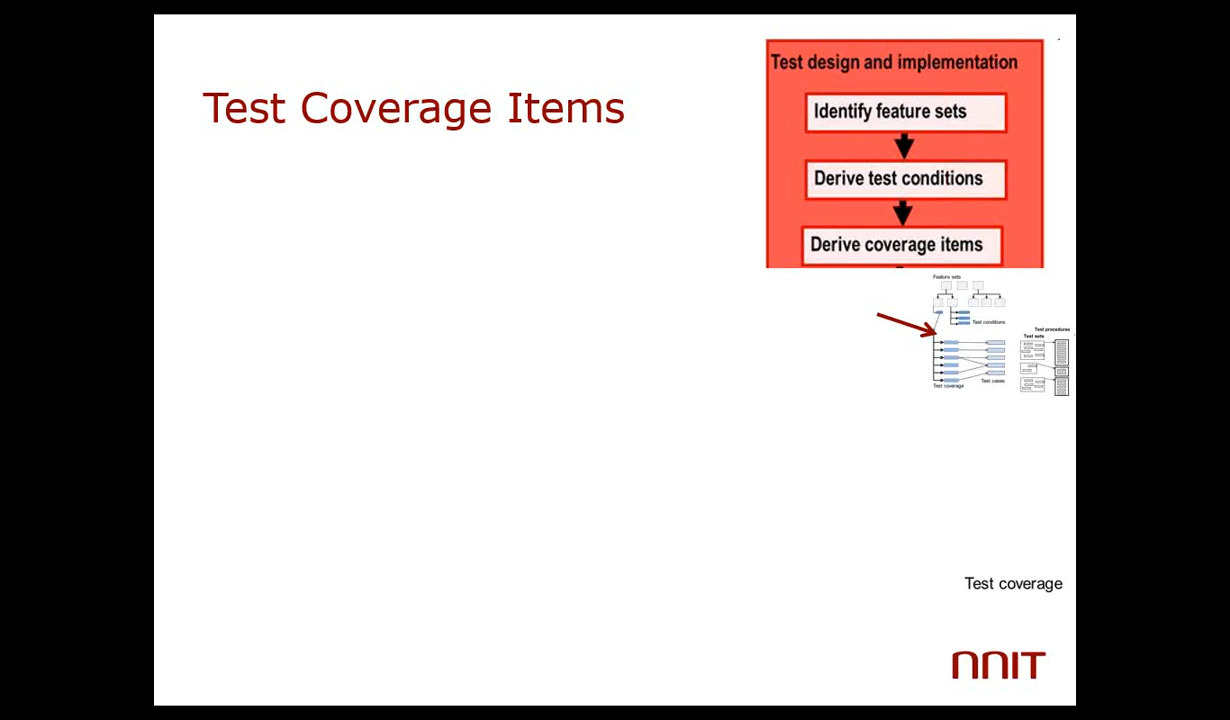 Test Coverage Items
Test design and implementation
Identify feature sets
Derive test conditions
Derive coverage items
Feature sets
Test conditions
Test procedures
Test sets
Test cases
Test coverage
Test coverage
nnit